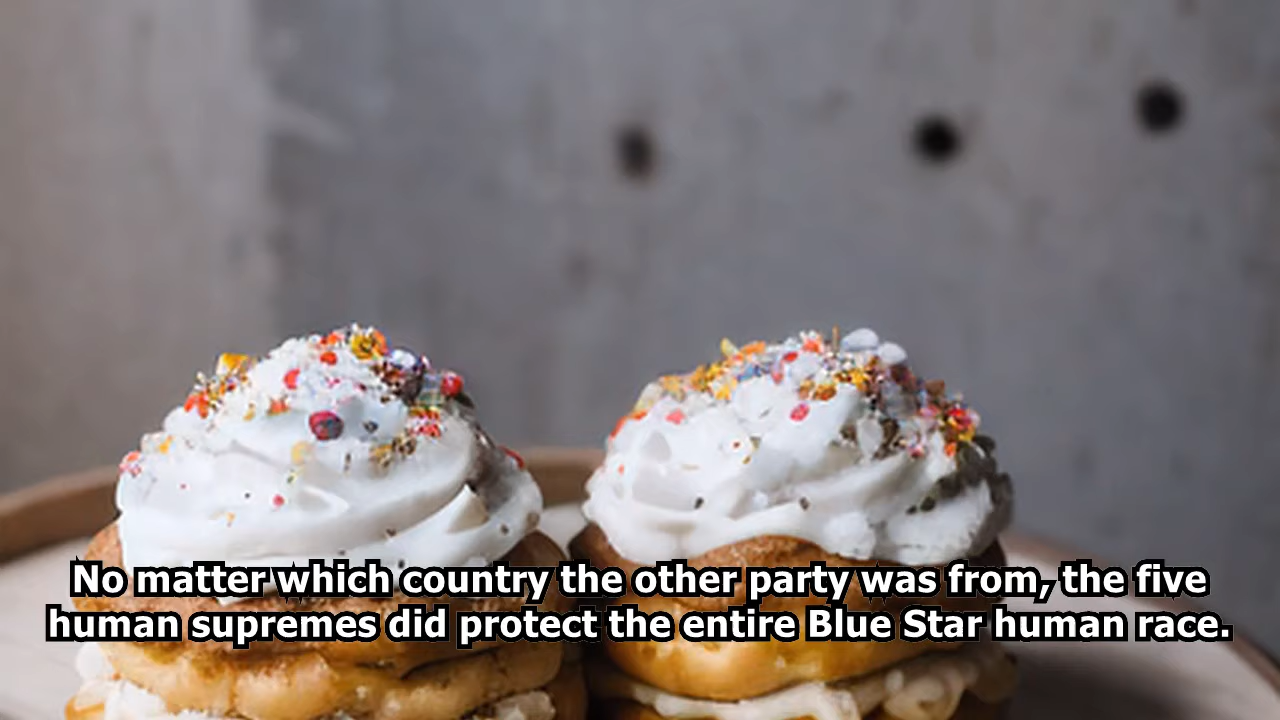 No matter which country the other party was from, the five
human supremes did protect the entire Blue Star human race.